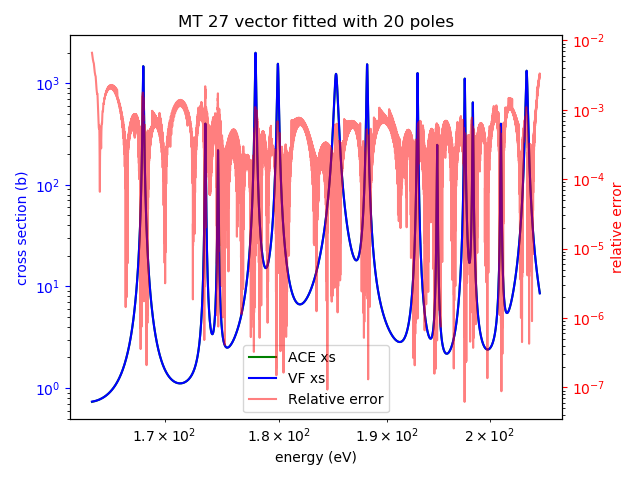 MT 27 vector fitted with 20 poles
10³
10²
10¹
10⁰
cross section (b)
10⁻²
10⁻³
10⁻⁴
10⁻⁵
10⁻⁶
10⁻⁷
relative error
ACE xs
VF xs
Relative error
1.7 × 10² 1.8 × 10² 1.9 × 10² 2 × 10²
energy (eV)